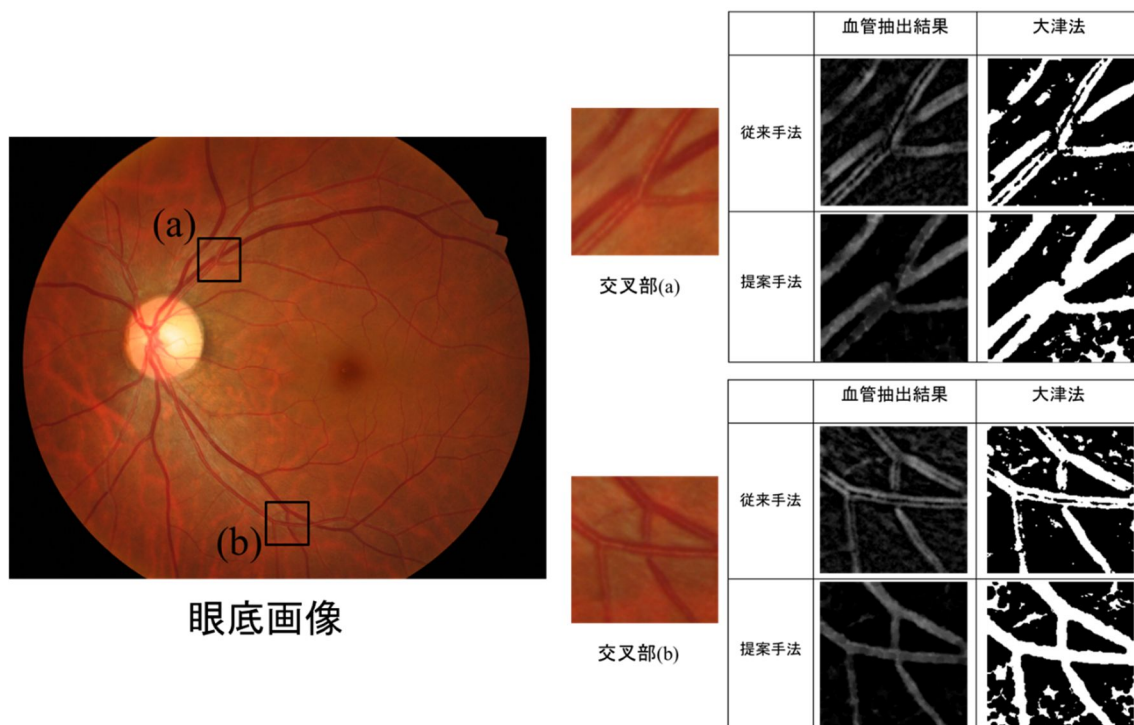 (a)
(b)
眼底画像
交叉部(a)
血管抽出結果 大津法
従来手法
提案手法
交叉部(b)
血管抽出結果 大津法
従来手法
提案手法